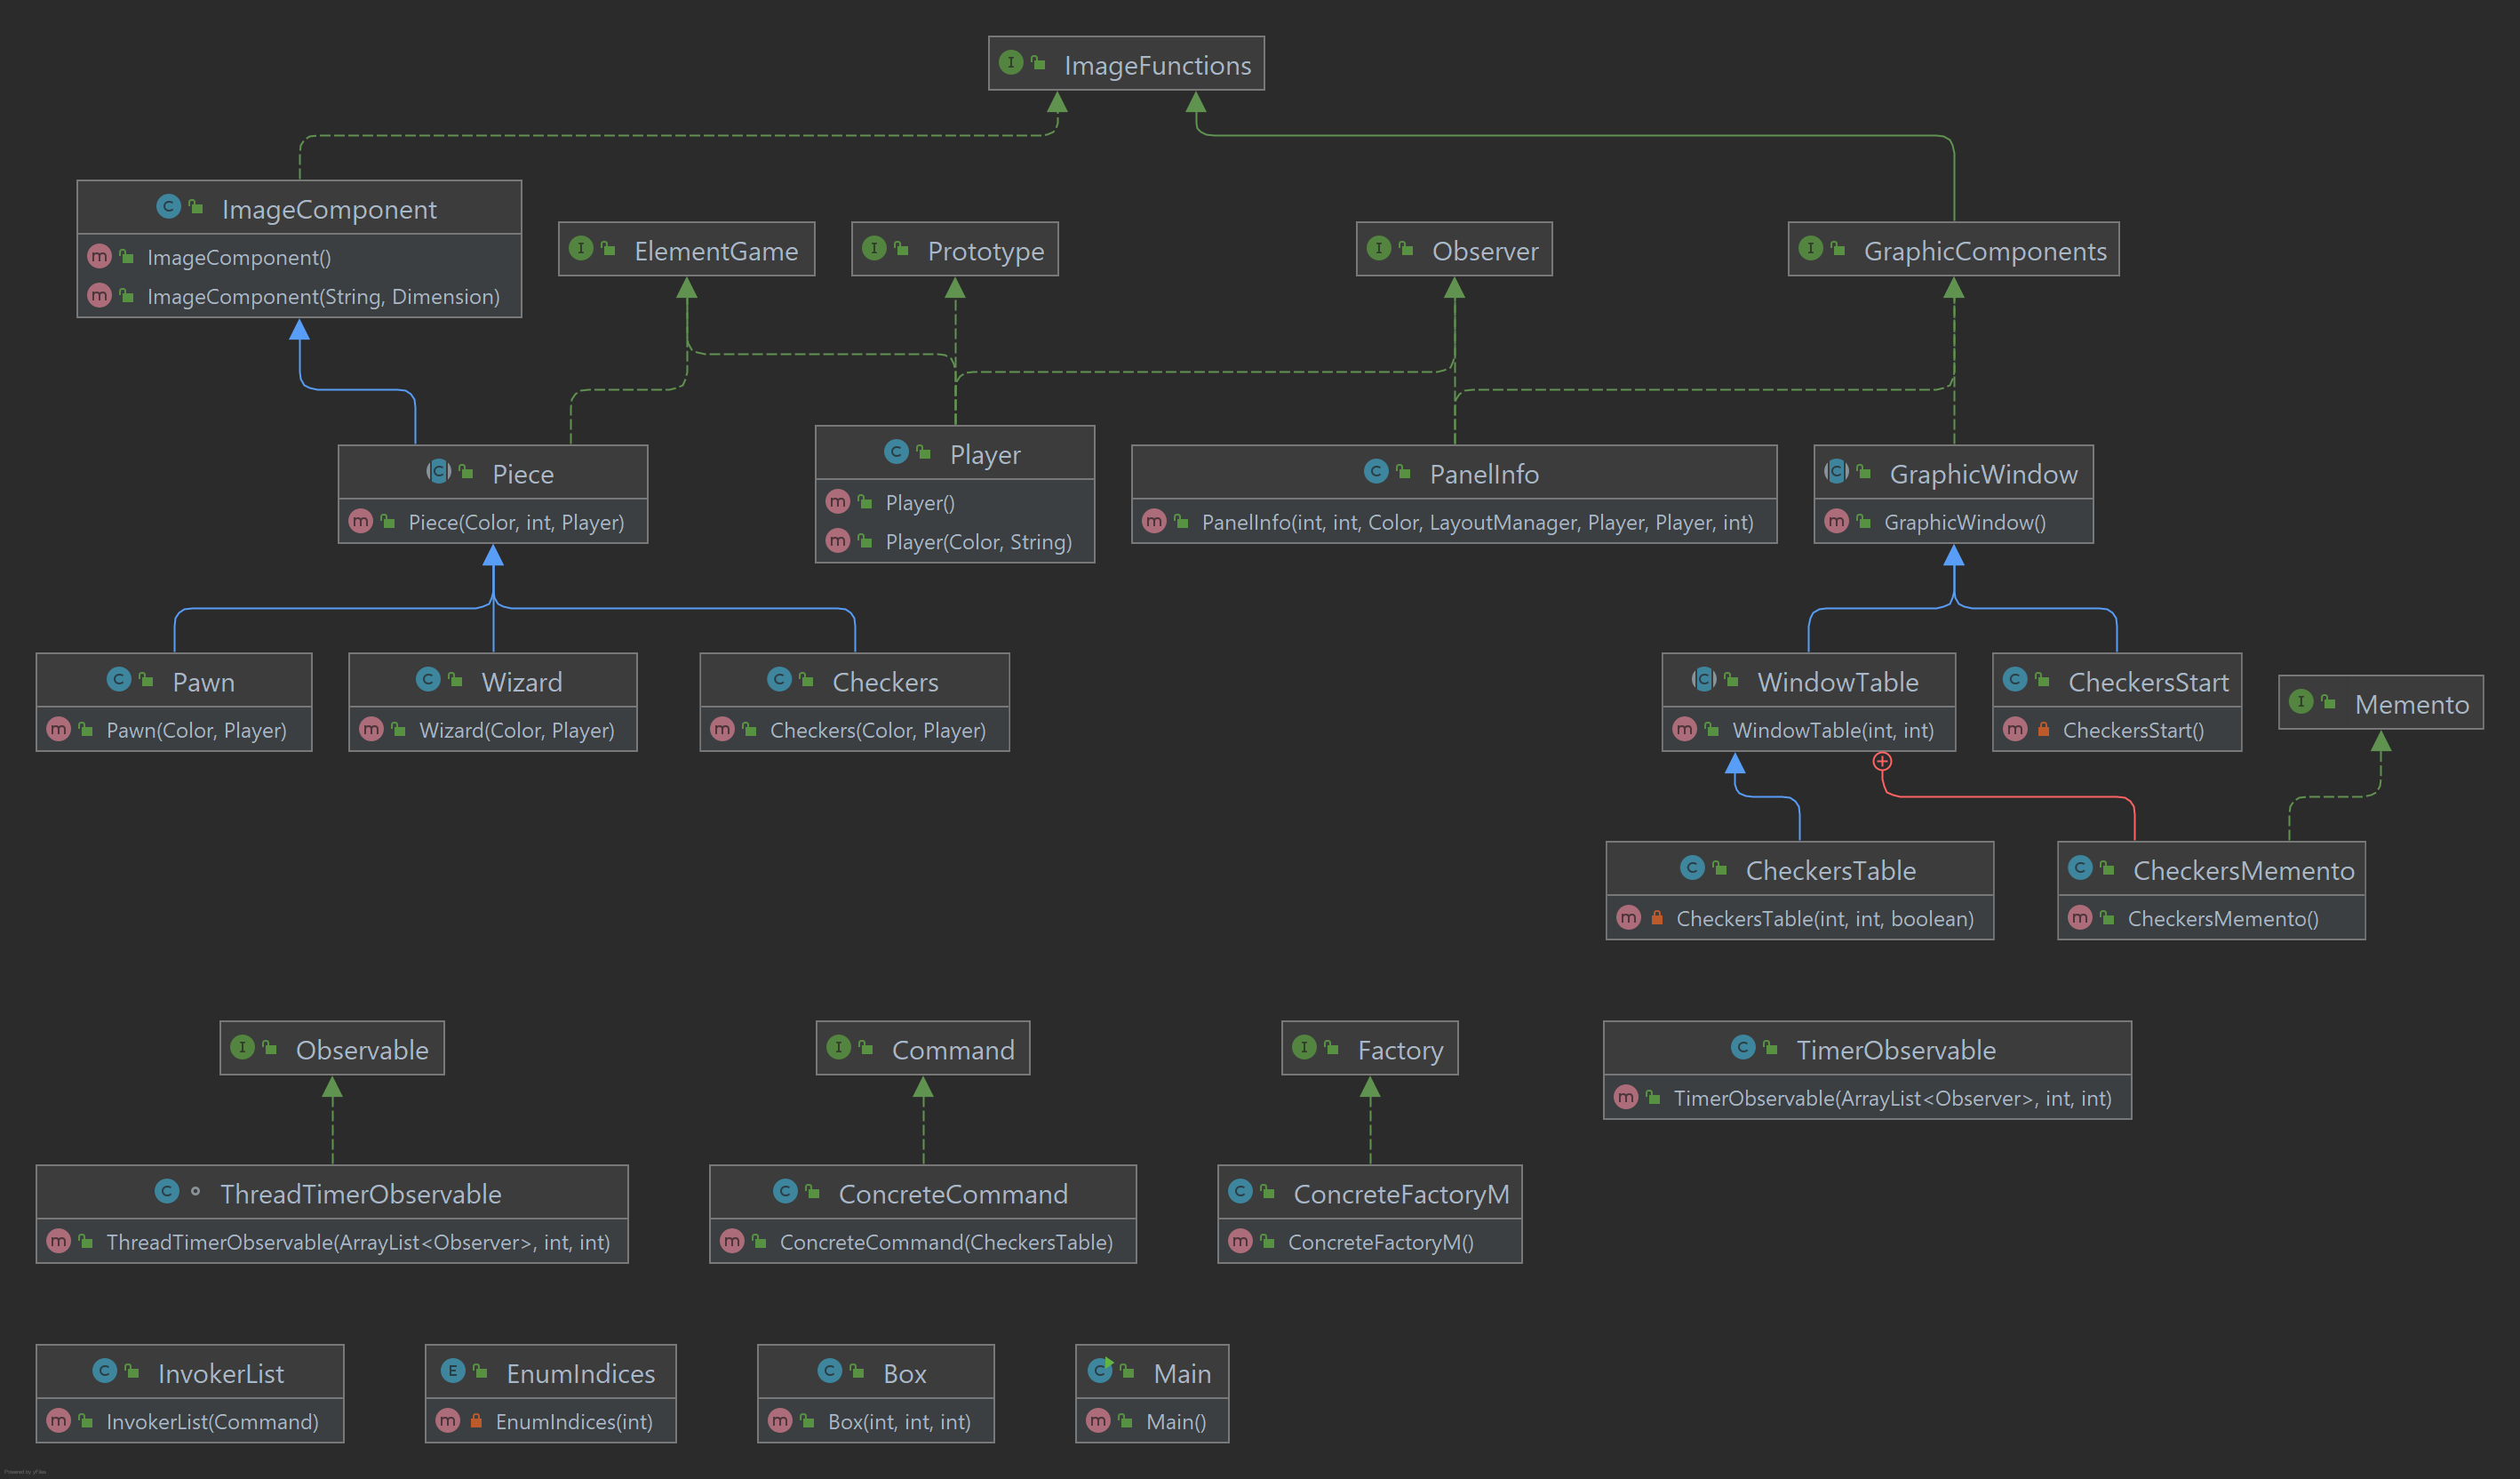 ImageFunctions
ImageComponent
ImageComponent()
ImageComponent(String, Dimension)
ElementGame
Prototype
Observer
GraphicComponents
Piece
Piece(Color, int, Player)
Player
Player()
Player(Color, String)
PanelInfo
PanelInfo(int, int, Color, LayoutManager, Player, Player, int)
GraphicWindow
GraphicWindow()
Pawn
Pawn(Color, Player)
Wizard
Wizard(Color, Player)
Checkers
Checkers(Color, Player)
WindowTable
WindowTable(int, int)
CheckersStart
CheckersStart()
Memento
CheckersTable
CheckersTable(int, int, boolean)
CheckersMemento
CheckersMemento()
Observable
Command
Factory
TimerObservable
TimerObservable(ArrayList<Observer>, int, int)
ThreadTimerObservable
ThreadTimerObservable(ArrayList<Observer>, int, int)
ConcreteCommand
ConcreteCommand(CheckersTable)
ConcreteFactoryM
ConcreteFactoryM()
InvokerList
InvokerList(Command)
EnumIndices
EnumIndices(int)
Box
Box(int, int, int)
Main
Main()
Powered by yFiles